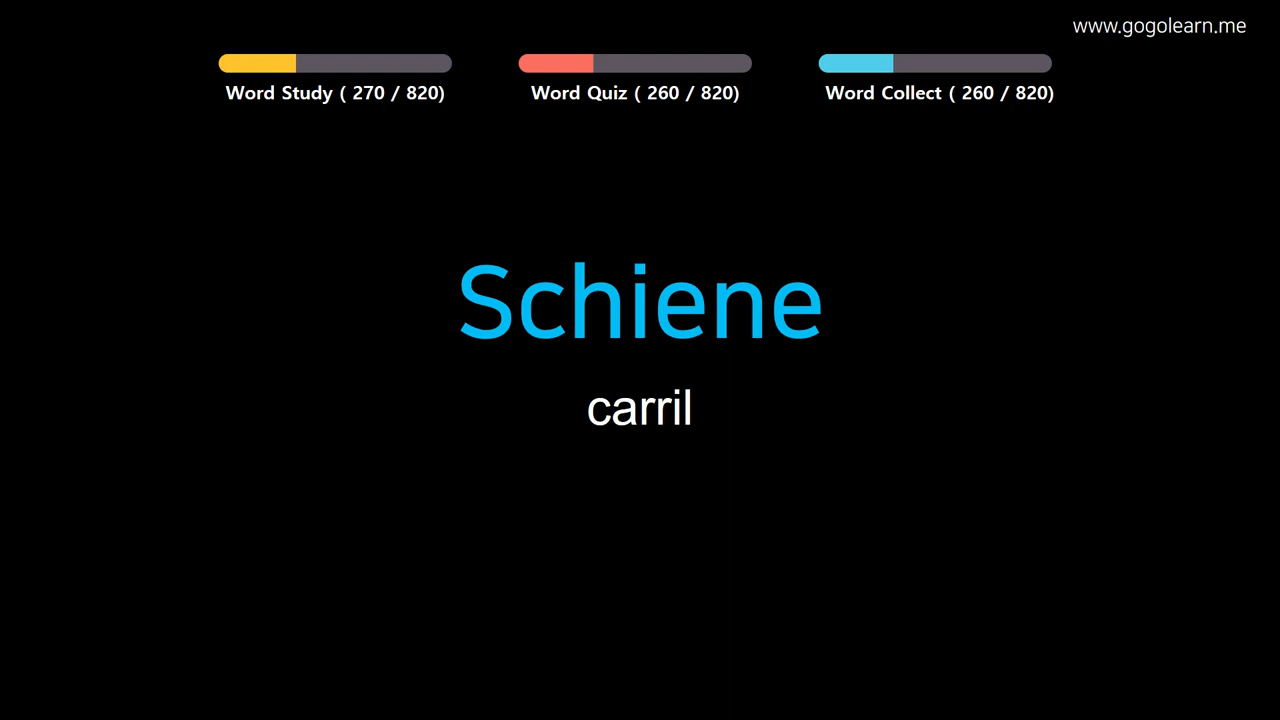 www.gogolearn.me
Word Study ( 270 / 820)
Word Quiz ( 260 / 820)
Word Collect ( 260 / 820)
Schiene
carril